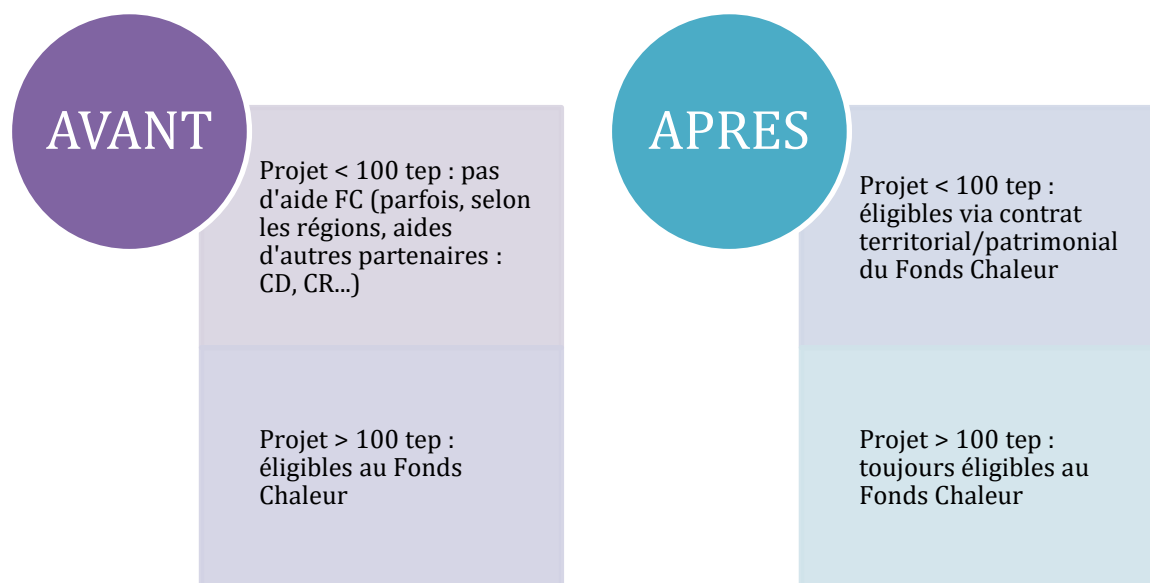 AVANT
Projet < 100 tep : pas
d'aide FC (parfois, selon
les régions, aides
d'autres partenaires :
CD, CR...)
Projet > 100 tep :
éligibles au Fonds
Chaleur
APRES
Projet < 100 tep :
éligibles via contrat
territorial/patrimonial
du Fonds Chaleur
Projet > 100 tep :
toujours éligibles au
Fonds Chaleur